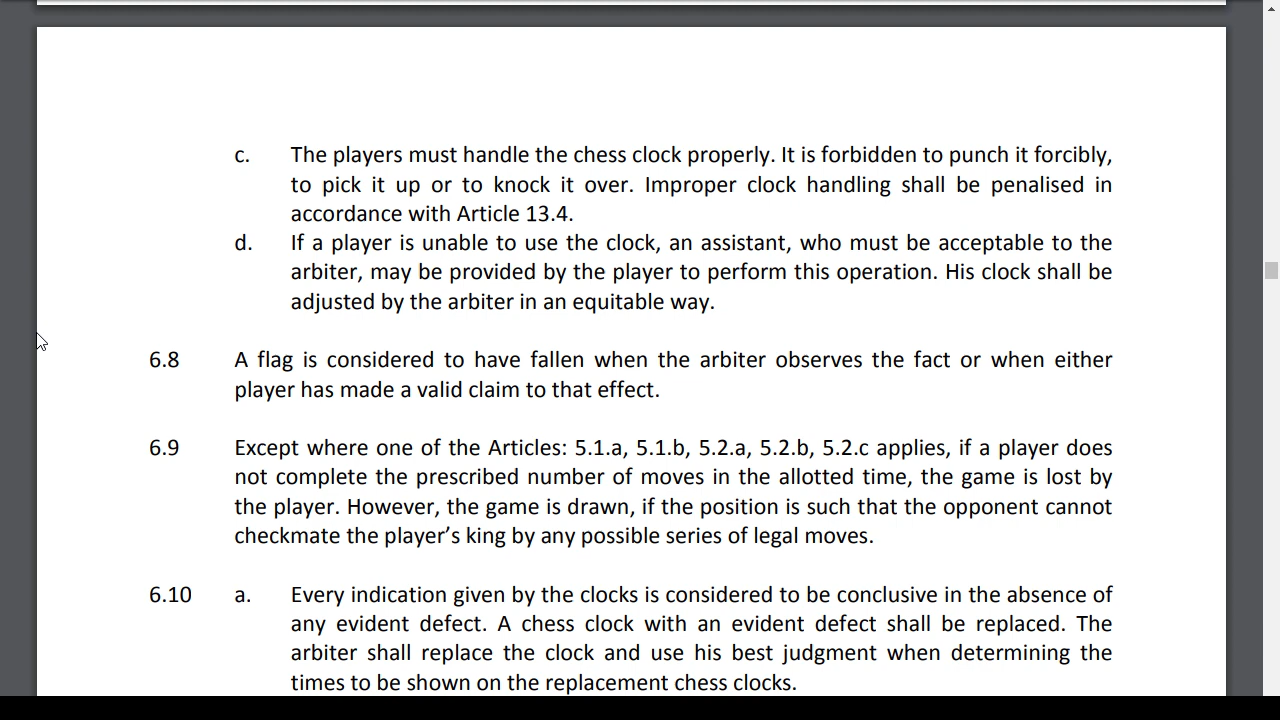 c. The players must handle the chess clock properly. It is forbidden to punch it forcibly,
to pick it up or to knock it over. Improper clock handling shall be penalised in
accordance with Article 13.4.
d. If a player is unable to use the clock, an assistant, who must be acceptable to the
arbiter, may be provided by the player to perform this operation. His clock shall be
adjusted by the arbiter in an equitable way.
6.8 A flag is considered to have fallen when the arbiter observes the fact or when either
player has made a valid claim to that effect.
6.9 Except where one of the Articles: 5.1.a, 5.1.b, 5.2.a, 5.2.b, 5.2.c applies, if a player does
not complete the prescribed number of moves in the allotted time, the game is lost by
the player. However, the game is drawn, if the position is such that the opponent cannot
checkmate the player’s king by any possible series of legal moves.
6.10 a. Every indication given by the clocks is considered to be conclusive in the absence of
any evident defect. A chess clock with an evident defect shall be replaced. The
arbiter shall replace the clock and use his best judgment when determining the
times to be shown on the replacement chess clocks.